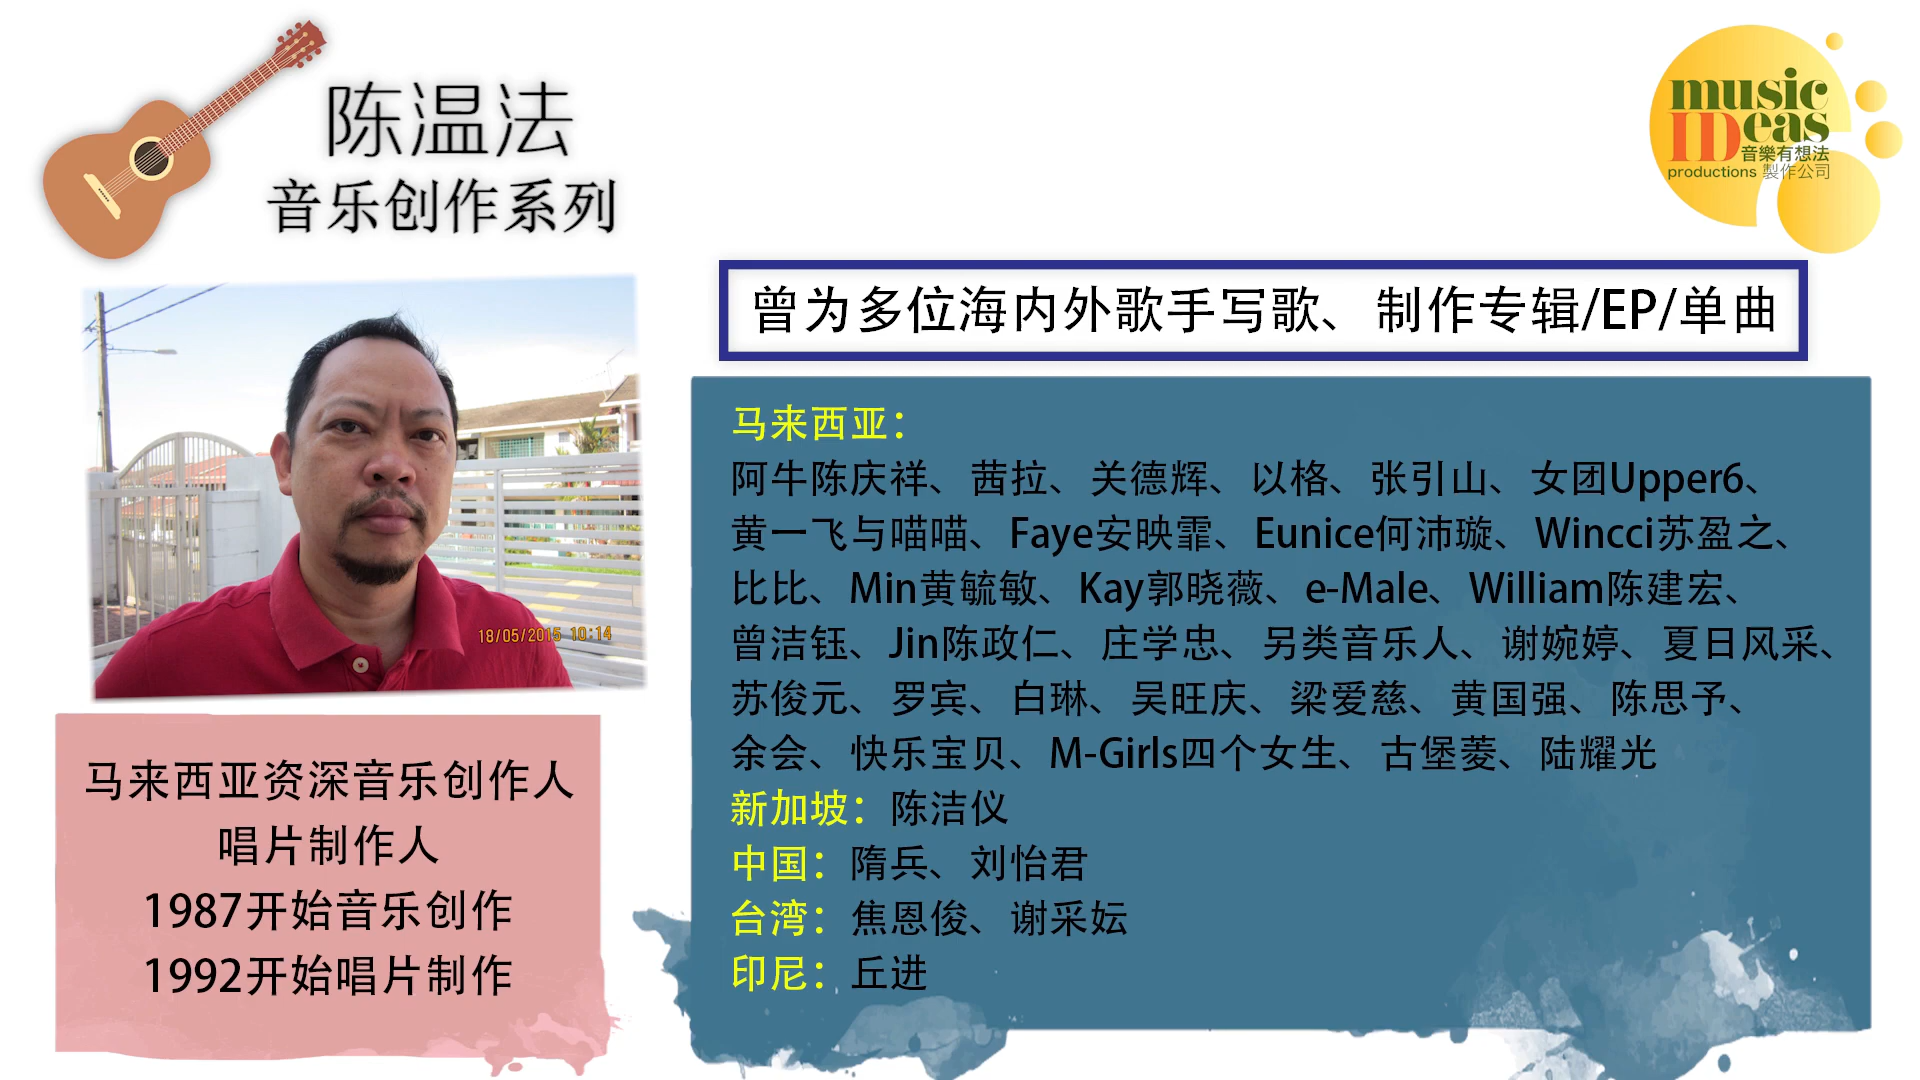 陈温法
音乐创作系列
music
IDeas
音樂有想法
productions 製作公司
曾为多位海内外歌手写歌、制作专辑/EP/单曲
18/05/2015 10:14
马来西亚资深音乐创作人
唱片制作人
1987开始音乐创作
1992开始唱片制作
马来西亚：
阿牛陈庆祥、茜拉、关德辉、以格、张引山、女团Upper6、
黄一飞与喵喵、Faye安映霏、Eunice何沛璇、Wincci苏盈之、
比比、Min黄毓敏、Kay郭晓薇、e-Male、William陈建宏、
曾洁钰、Jin陈政仁、庄学忠、另类音乐人、谢婉婷、夏日风采、
苏俊元、罗宾、白琳、吴旺庆、梁爱慈、黄国强、陈思予、
余会、快乐宝贝、M-Girls四个女生、古堡菱、陆耀光
新加坡：陈洁仪
中国：隋兵、刘怡君
台湾：焦恩俊、谢采妘
印尼：丘进